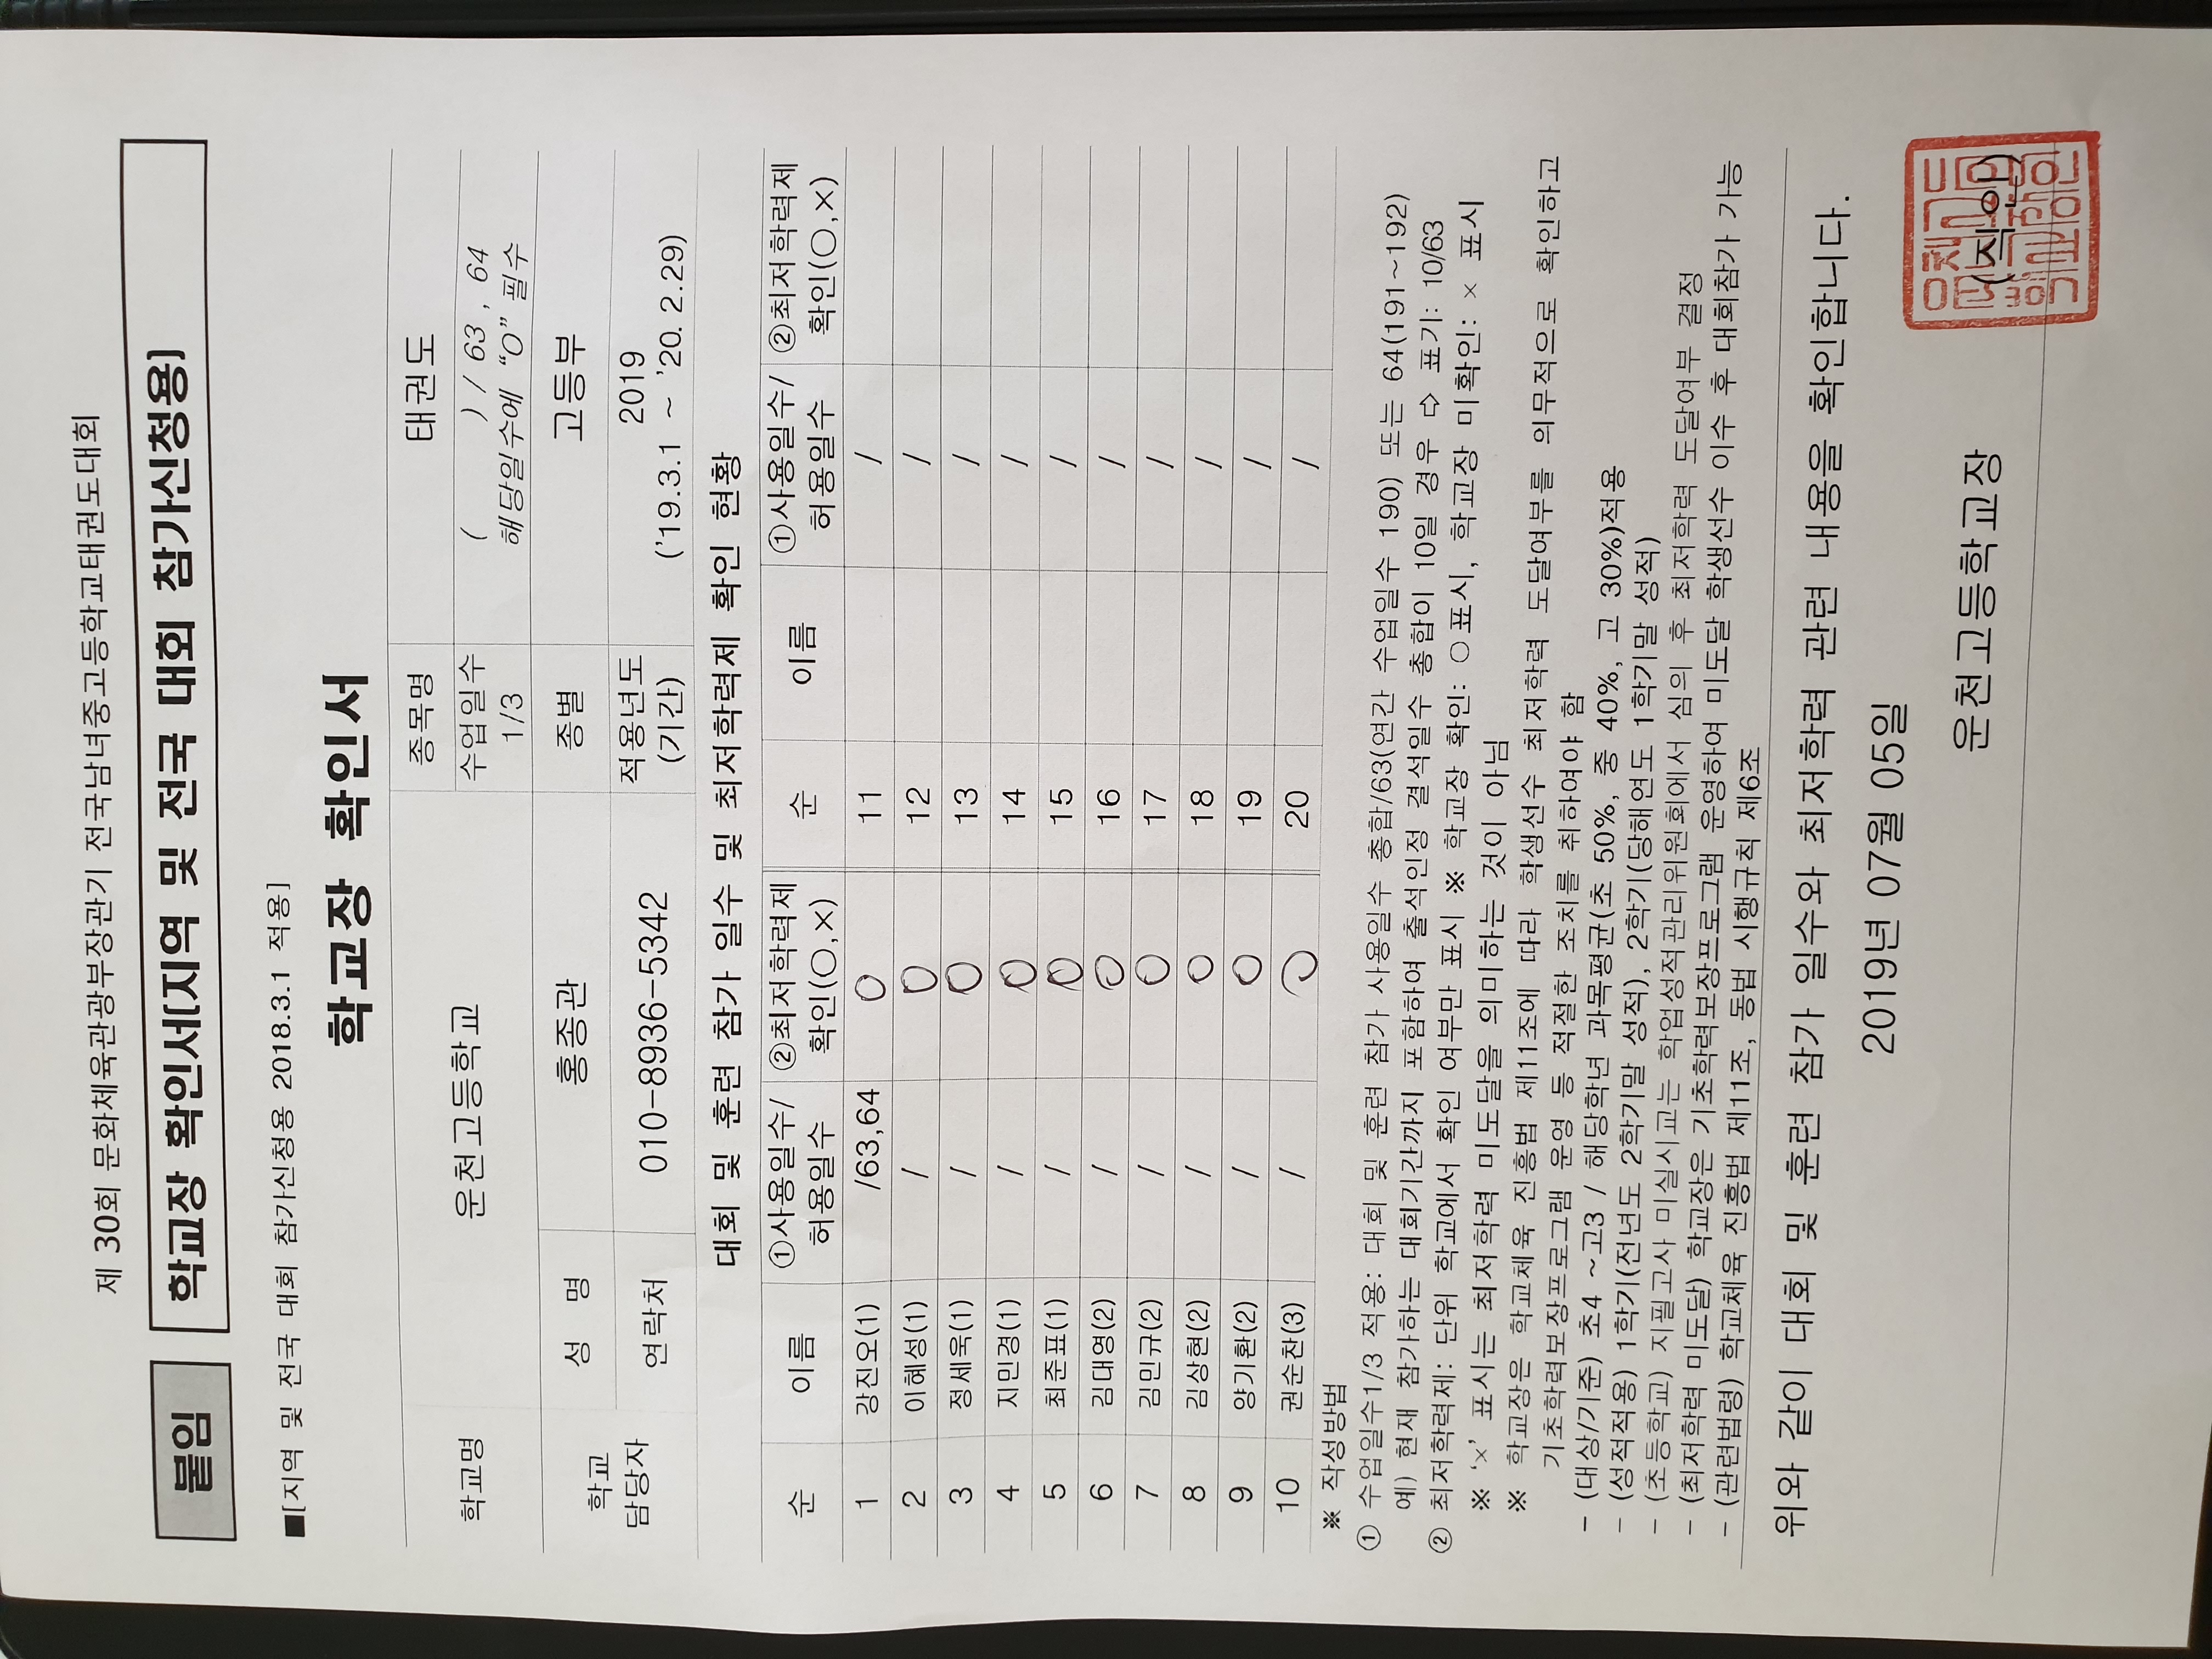 제 30회 문화체육관광부장관기 전국남녀중고등학교태권도대회
붙임 학교장 확인서(지역 및 전국 대회 참가신청용)
■[지역 및 전국 대회 참가신청용 2018.3.1 적용]
학교장 확인서
학교명 운천고등학교 종목명 태권도
수업일수 1/3 ( ) / 63 , 64
해당일수에 "O" 필수
학교 담당자 성 명 홍종관 종별 고등부
연락처 010-8936-5342 적용년도 (기간) 2019
('19.3.1 ~ '20. 2.29)
대회 및 훈련 참가 일수 및 최저학력제 확인 현황
순 이름 ①사용일수/허용일수 ②최저학력제 확인(○,×) 순 이름 ①사용일수/허용일수 ②최저학력제 확인(○,×)
1 강진오(1) /63,64 O 11 /
2 이혜성(1) / O 12 /
3 정세욱(1) / O 13 /
4 지민경(1) / O 14 /
5 최준표(1) / O 15 /
6 김대영(2) / O 16 /
7 김민규(2) / O 17 /
8 김상현(2) / O 18 /
9 양기환(2) / O 19 /
10 권순찬(3) / O 20 /
※ 작성방법
① 수업일수1/3 적용: 대회 및 훈련 참가 사용일수 총합/63(연간 수업일수 190) 또는 64(191~192)
예) 현재 참가하는 대회기간까지 포함하여 출석인정 결석일수 총합이 10일 경우 ⇨ 표기: 10/63
② 최저학력제: 단위 학교에서 확인 여부만 표시 ※ 학교장 확인: ○표시, 학교장 미확인: × 표시
※ '×' 표시는 최저학력 미도달을 의미하는 것이 아님
※ 학교장은 학교체육 진흥법 제11조에 따라 학생선수 최저학력 도달여부를 의무적으로 확인하고
기초학력보장프로그램 운영 등 적절한 조치를 취하여야 함
- (대상/기준) 초4 ~고3 / 해당학년 과목평균(초 50%, 중 40%, 고 30%)적용
- (성적적용) 1학기(전년도 2학기말 성적), 2학기(당해연도 1학기말 성적)
- (초등학교) 지필고사 미실시교는 학업성적관리위원회에서 심의 후 최저학력 도달여부 결정
- (최저학력 미도달) 학교장은 기초학력보장프로그램 운영하여 미도달 학생선수 이수 후 대회참가 가능
- (관련법령) 학교체육 진흥법 제11조, 동법 시행규칙 제6조
위와 같이 대회 및 훈련 참가 일수와 최저학력 관련 내용을 확인합니다.
2019년 07월 05일
운천고등학교장 (직인)